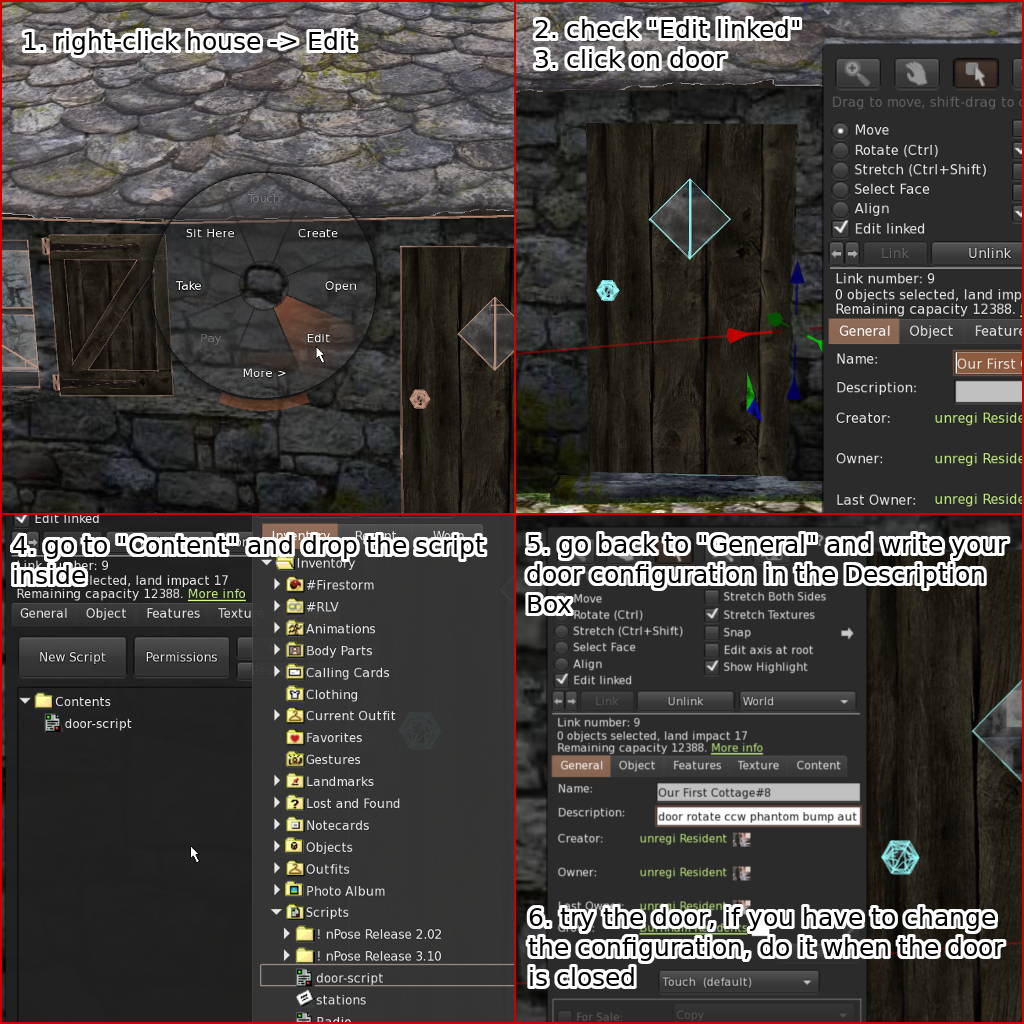 1. right-click house -> Edit
Touch
Sit Here
Create
Take
Open
Pay
Edit
More >
2. check "Edit linked"
3. click on door
Drag to move, shift-drag to
Move
Rotate (Ctrl)
Stretch (Ctrl+Shift)
Select Face
Align
Edit linked
Link
Unlink
Link number: 9
0 objects selected, land imp
Remaining capacity 12388.
General
Object
Feature
Name:
Our First
Description:
Creator:
unregi Reside
Owner:
unregi Reside
Last Owner:
unregi Reside
Edit linked
4. go to "Content" and drop the script
inside
Link number: 9
selected, land impact 17
Remaining capacity 12388. More info
General
Object
Features
Textu
New Script
Permissions
Contents
door-script
Inventory
#Firestorm
#RLV
Animations
Body Parts
Calling Cards
Clothing
Current Outfit
Favorites
Gestures
Landmarks
Lost and Found
Notecards
Objects
Outfits
Photo Album
Scripts
! nPose Release 2.02
! nPose Release 3.10
door-script
stations
Radio
5. go back to "General" and write your
door configuration in the Description
Box
Move
Rotate (Ctrl)
Stretch (Ctrl+Shift)
Select Face
Align
Edit linked
Stretch Both Sides
Stretch Textures
Snap
Edit axis at root
Show Highlight
Link
Unlink
World
Link number: 9
0 objects selected, land impact 17
Remaining capacity 12388. More info
General
Object
Features
Texture
Content
Name:
Our First Cottage#8
Description:
door rotate ccw phantom bump aut
Creator:
unregi Resident
Owner:
unregi Resident
Last Owner:
unregi Resident
6. try the door, if you have to change
the configuration, do it when the door
is closed
Touch (default)
For Sale:
Copy